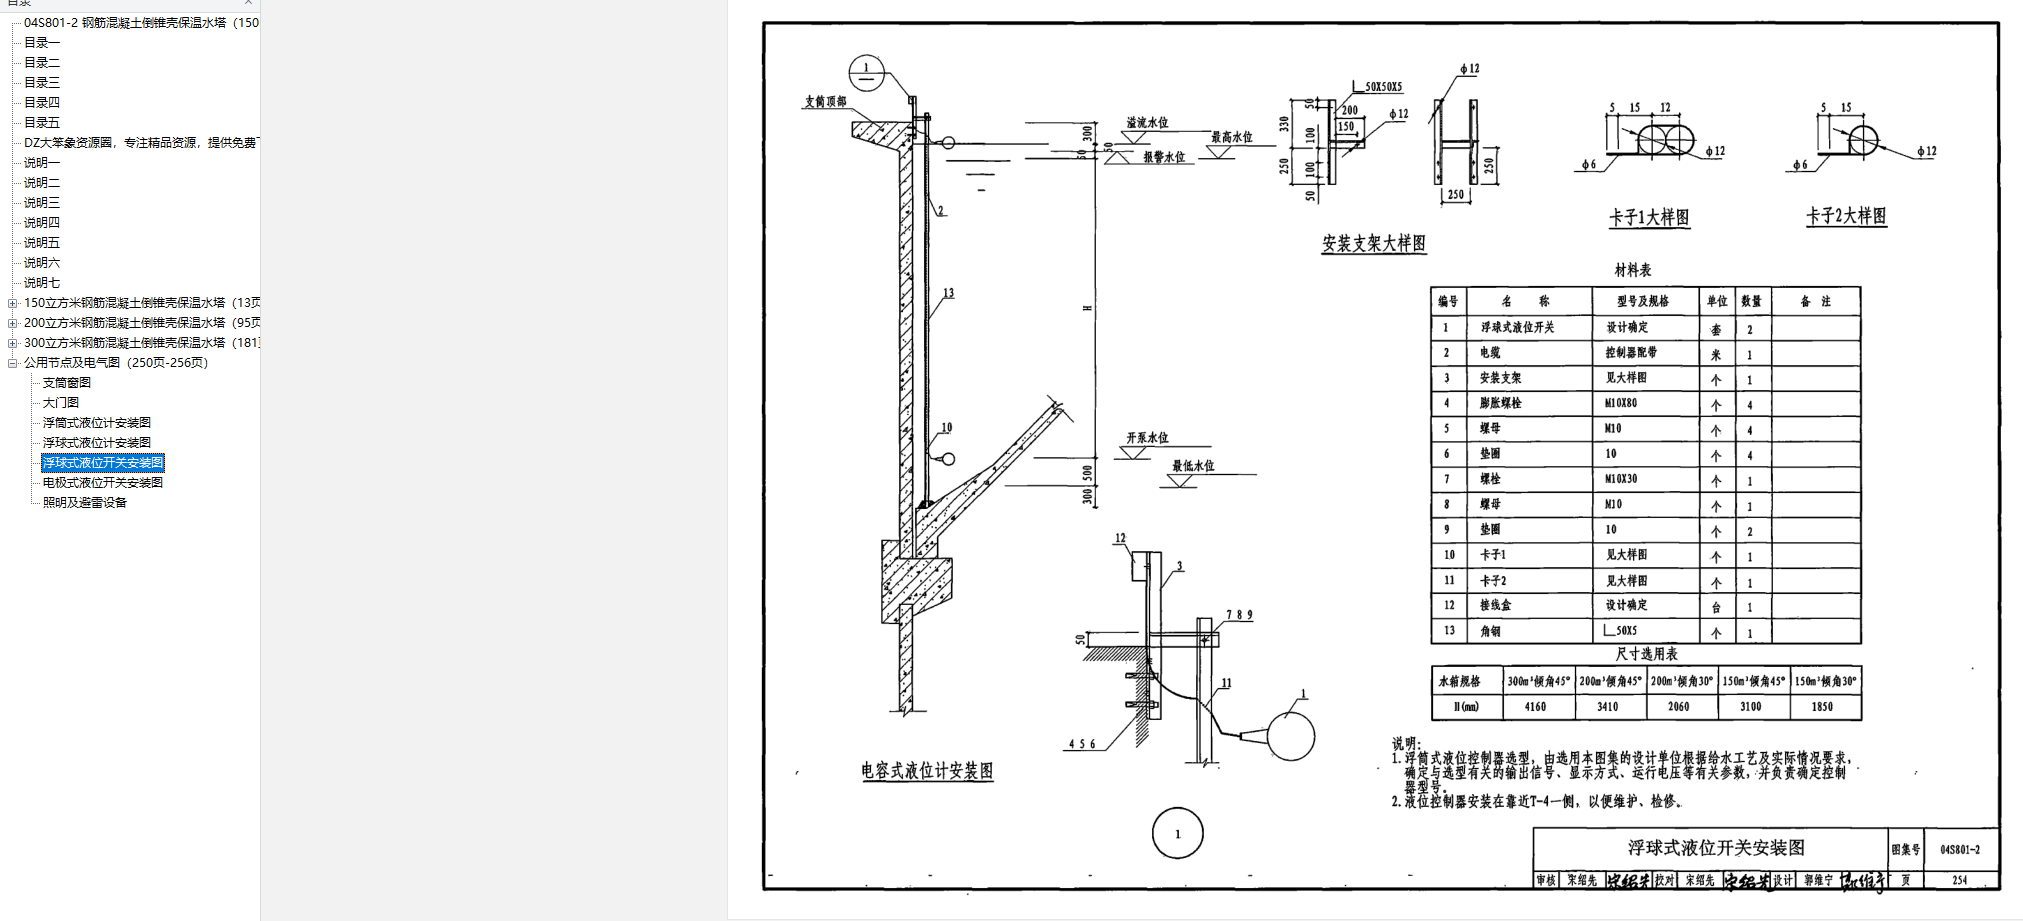 目录
04S801-2 钢筋混凝土倒锥壳保温水塔（150
目录一
目录二
目录三
目录四
目录五
DZ大笨象资源圈，专注精品资源，提供免费下
说明一
说明二
说明三
说明四
说明五
说明六
说明七
150立方米钢筋混凝土倒锥壳保温水塔（13页
200立方米钢筋混凝土倒锥壳保温水塔（95页
300立方米钢筋混凝土倒锥壳保温水塔（181
公用节点及电气图（250页-256页）
支筒窗图
大门图
浮筒式液位计安装图
浮球式液位计安装图
浮球式液位开关安装图
电极式液位开关安装图
照明及避雷设备
1
支筒顶部
溢流水位
最高水位
报警水位
300
50
50
2
13
H
10
开泵水位
最低水位
500
300
电容式液位计安装图
12
3
7 8 9
50
11
1
4 5 6
1
L50X50X5
φ12
50
200
150
φ12
330
100
250
100
50
250
250
安装支架大样图
5 15 12
φ6
φ12
卡子1大样图
5 15
φ6
φ12
卡子2大样图
材料表
编号 名 称 型号及规格 单位 数量 备 注
1 浮球式液位开关 设计确定 套 2
2 电缆 控制器配带 米 1
3 安装支架 见大样图 个 1
4 膨胀螺栓 M10X80 个 4
5 螺母 M10 个 4
6 垫圈 10 个 4
7 螺栓 M10X30 个 1
8 螺母 M10 个 1
9 垫圈 10 个 2
10 卡子1 见大样图 个 1
11 卡子2 见大样图 个 1
12 接线盒 设计确定 台 1
13 角钢 L50X5 个 1
尺寸选用表
水箱规格 300m³倾角45° 200m³倾角45° 200m³倾角30° 150m³倾角45° 150m³倾角30°
H(mm) 4160 3410 2060 3100 1850
说明:
1.浮筒式液位控制器选型，由选用本图集的设计单位根据给水工艺及实际情况要求，
确定与选型有关的输出信号、显示方式、运行电压等有关参数，并负责确定控制
器型号。
2.液位控制器安装在靠近T-4一侧，以便维护、检修。
浮球式液位开关安装图 图集号 04S801-2
审核 宋绍先 宋绍先 校对 宋绍先 宋绍先 设计 郭维宁 郭维宁 页 254